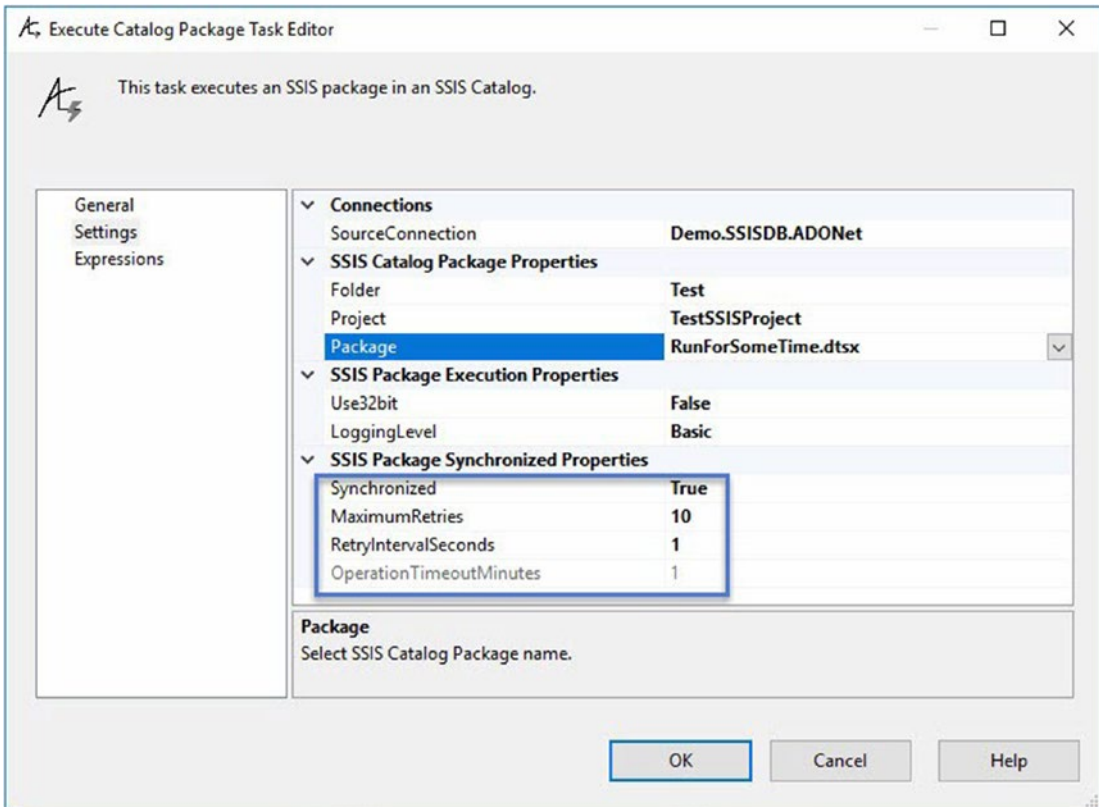 Execute Catalog Package Task Editor
This task executes an SSIS package in an SSIS Catalog.
General
Settings
Expressions
Connections
SourceConnection Demo.SSISDB.ADONet
SSIS Catalog Package Properties
Folder Test
Project TestSSISProject
Package RunForSomeTime.dtsx
SSIS Package Execution Properties
Use32bit False
LoggingLevel Basic
SSIS Package Synchronized Properties
Synchronized True
MaximumRetries 10
RetryIntervalSeconds 1
OperationTimeoutMinutes 1
Package
Select SSIS Catalog Package name.
OK Cancel Help